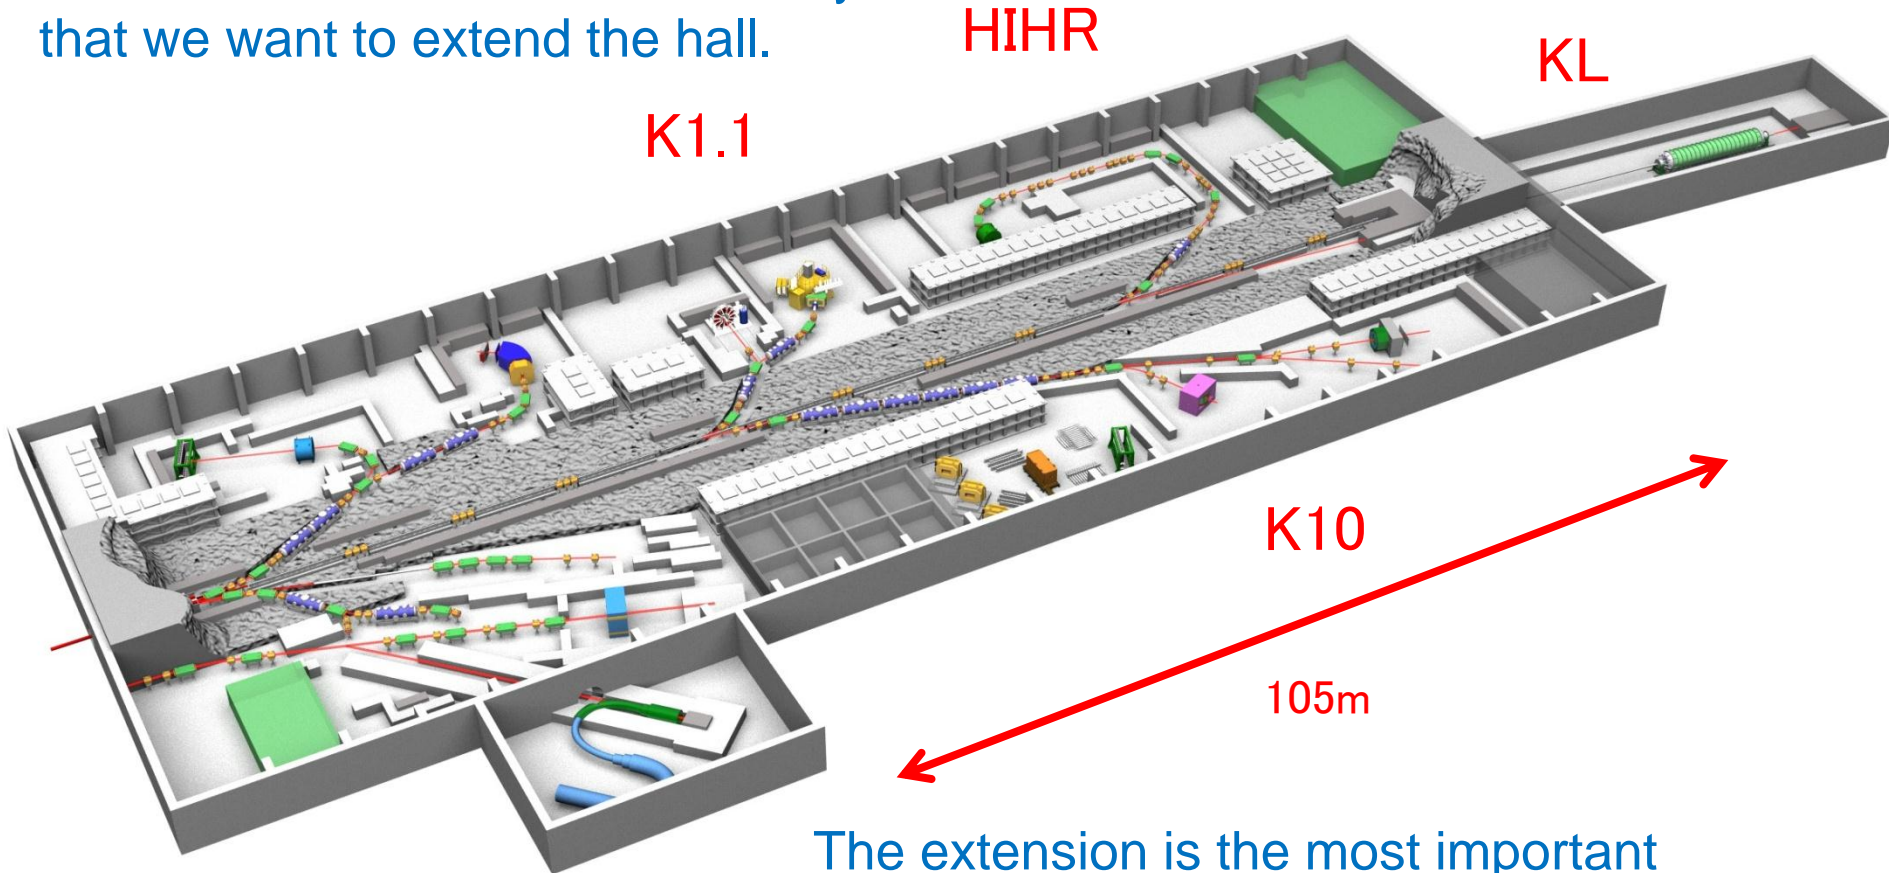 that we want to extend the hall.
HIHR
KL
K1.1
K10
105m
The extension is the most important